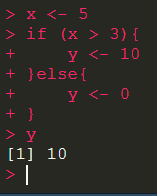 > x <- 5
> if (x > 3){
+     y <- 10
+ }else{
+     y <- 0
+ }
> y
[1] 10
>